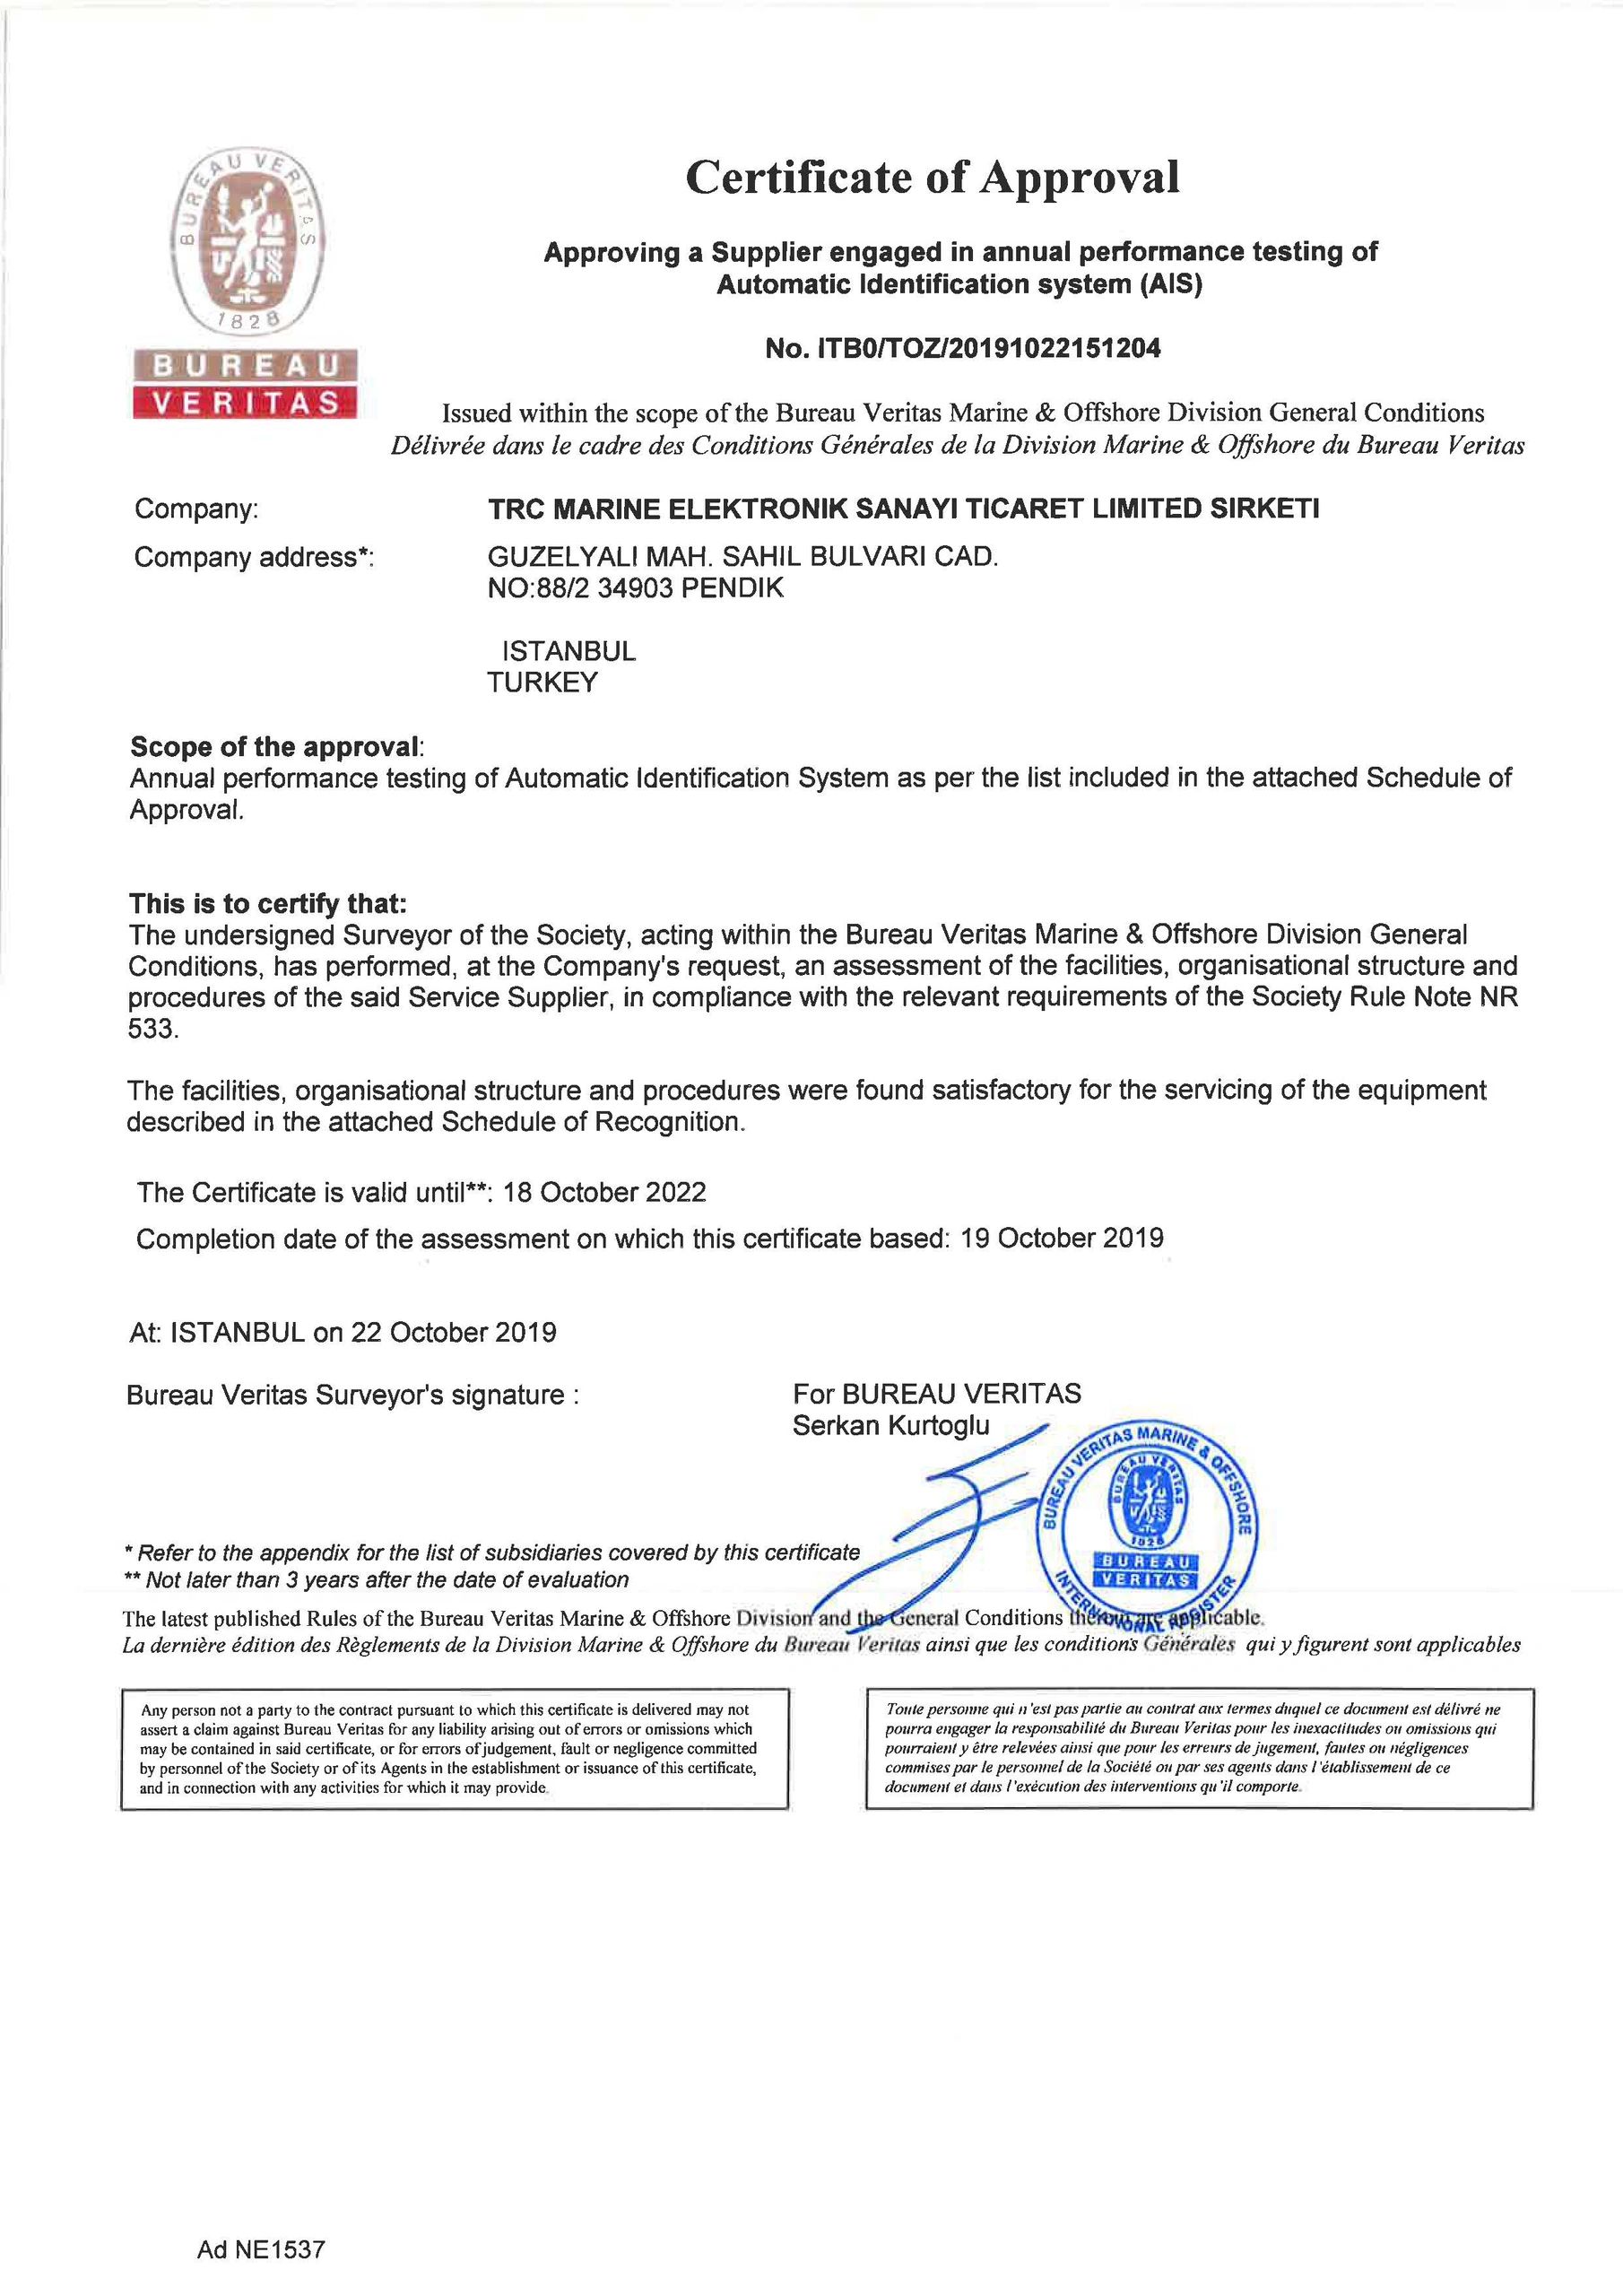 BUREAU VERITAS
1828
BUREAU
VERITAS
Certificate of Approval
Approving a Supplier engaged in annual performance testing of
Automatic Identification system (AIS)
No. ITB0/TOZ/20191022151204
Issued within the scope of the Bureau Veritas Marine & Offshore Division General Conditions
Délivrée dans le cadre des Conditions Générales de la Division Marine & Offshore du Bureau Veritas
Company: TRC MARINE ELEKTRONIK SANAYI TICARET LIMITED SIRKETI
Company address*: GUZELYALI MAH. SAHIL BULVARI CAD.
NO:88/2 34903 PENDIK
ISTANBUL
TURKEY
Scope of the approval:
Annual performance testing of Automatic Identification System as per the list included in the attached Schedule of
Approval.
This is to certify that:
The undersigned Surveyor of the Society, acting within the Bureau Veritas Marine & Offshore Division General
Conditions, has performed, at the Company's request, an assessment of the facilities, organisational structure and
procedures of the said Service Supplier, in compliance with the relevant requirements of the Society Rule Note NR
533.
The facilities, organisational structure and procedures were found satisfactory for the servicing of the equipment
described in the attached Schedule of Recognition.
The Certificate is valid until**: 18 October 2022
Completion date of the assessment on which this certificate based: 19 October 2019
At: ISTANBUL on 22 October 2019
Bureau Veritas Surveyor's signature : For BUREAU VERITAS
Serkan Kurtoglu
BUREAU VERITAS MARINE & OFFSHORE
BUREAU VERITAS
1828
BUREAU
VERITAS
INTERNATIONAL REGISTER
* Refer to the appendix for the list of subsidiaries covered by this certificate
** Not later than 3 years after the date of evaluation
The latest published Rules of the Bureau Veritas Marine & Offshore Division and the General Conditions therein are applicable.
La dernière édition des Règlements de la Division Marine & Offshore du Bureau Veritas ainsi que les conditions Générales qui y figurent sont applicables
Any person not a party to the contract pursuant to which this certificate is delivered may not
assert a claim against Bureau Veritas for any liability arising out of errors or omissions which
may be contained in said certificate, or for errors of judgement, fault or negligence committed
by personnel of the Society or of its Agents in the establishment or issuance of this certificate,
and in connection with any activities for which it may provide.
Toute personne qui n'est pas partie au contrat aux termes duquel ce document est délivré ne
pourra engager la responsabilité du Bureau Veritas pour les inexactitudes ou omissions qui
pourraient y être relevées ainsi que pour les erreurs de jugement, fautes ou négligences
commises par le personnel de la Société ou par ses agents dans l'établissement de ce
document et dans l'exécution des interventions qu'il comporte.
Ad NE1537